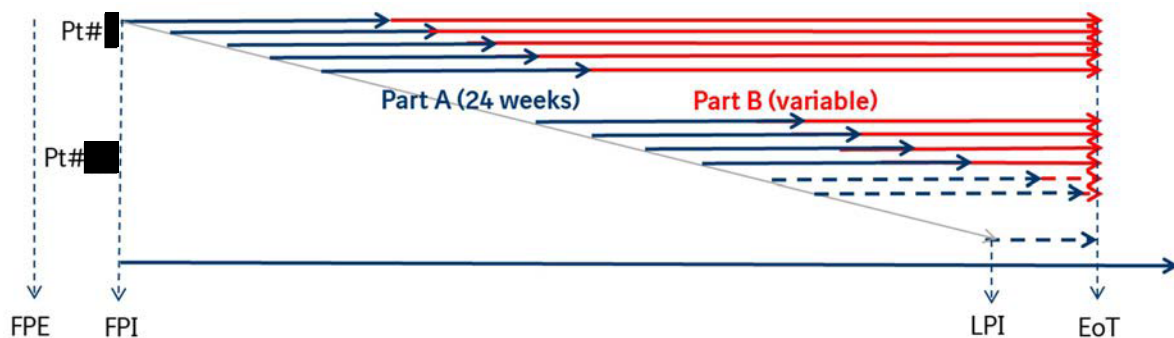 Pt#
Part A (24 weeks) Part B (variable)
Pt#
FPE FPI LPI EoT